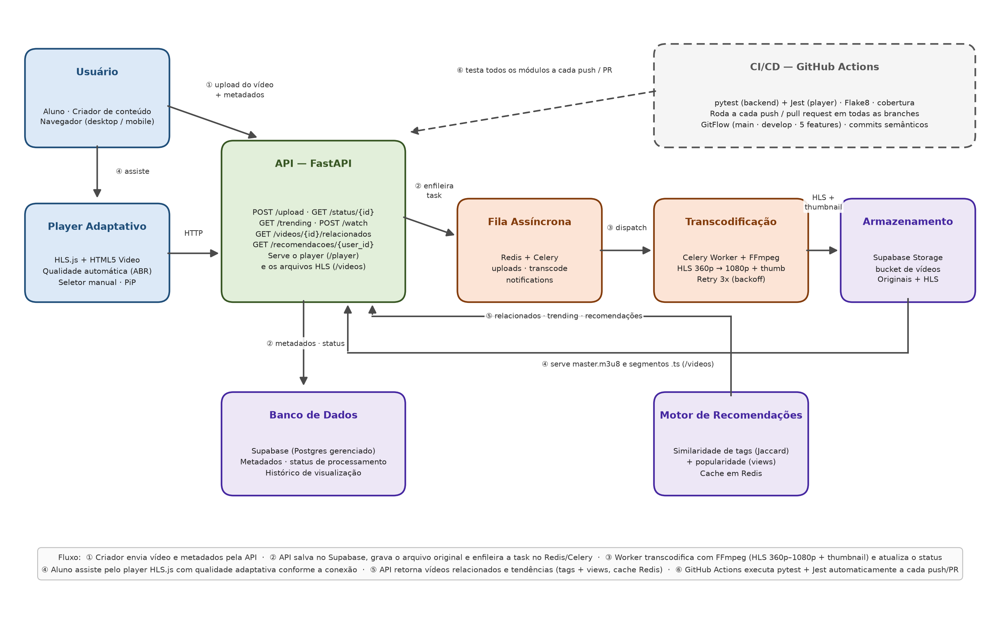 Usuário
Aluno · Criador de conteúdo
Navegador (desktop / mobile)
① upload do vídeo
+ metadados
⑥ testa todos os módulos a cada push / PR
CI/CD — GitHub Actions
pytest (backend) + Jest (player) · Flake8 · cobertura
Roda a cada push / pull request em todas as branches
GitFlow (main · develop · 5 features) · commits semânticos
④ assiste
Player Adaptativo
HLS.js + HTML5 Video
Qualidade automática (ABR)
Seletor manual · PiP
HTTP
API — FastAPI
POST /upload · GET /status/{id}
GET /trending · POST /watch
GET /videos/{id}/relacionados
GET /recomendacoes/{user_id}
Serve o player (/player)
e os arquivos HLS (/videos)
② enfileira
task
Fila Assíncrona
Redis + Celery
uploads · transcode
notifications
③ dispatch
Transcodificação
Celery Worker + FFmpeg
HLS 360p → 1080p + thumb
Retry 3x (backoff)
HLS +
thumbnail
Armazenamento
Supabase Storage
bucket de vídeos
Originais + HLS
⑤ relacionados · trending · recomendações
② metadados · status
④ serve master.m3u8 e segmentos .ts (/videos)
Banco de Dados
Supabase (Postgres gerenciado)
Metadados · status de processamento
Histórico de visualização
Motor de Recomendações
Similaridade de tags (Jaccard)
+ popularidade (views)
Cache em Redis
Fluxo: ① Criador envia vídeo e metadados pela API · ② API salva no Supabase, grava o arquivo original e enfileira a task no Redis/Celery · ③ Worker transcodifica com FFmpeg (HLS 360p–1080p + thumbnail) e atualiza o status
④ Aluno assiste pelo player HLS.js com qualidade adaptativa conforme a conexão · ⑤ API retorna vídeos relacionados e tendências (tags + views, cache Redis) · ⑥ GitHub Actions executa pytest + Jest automaticamente a cada push/PR